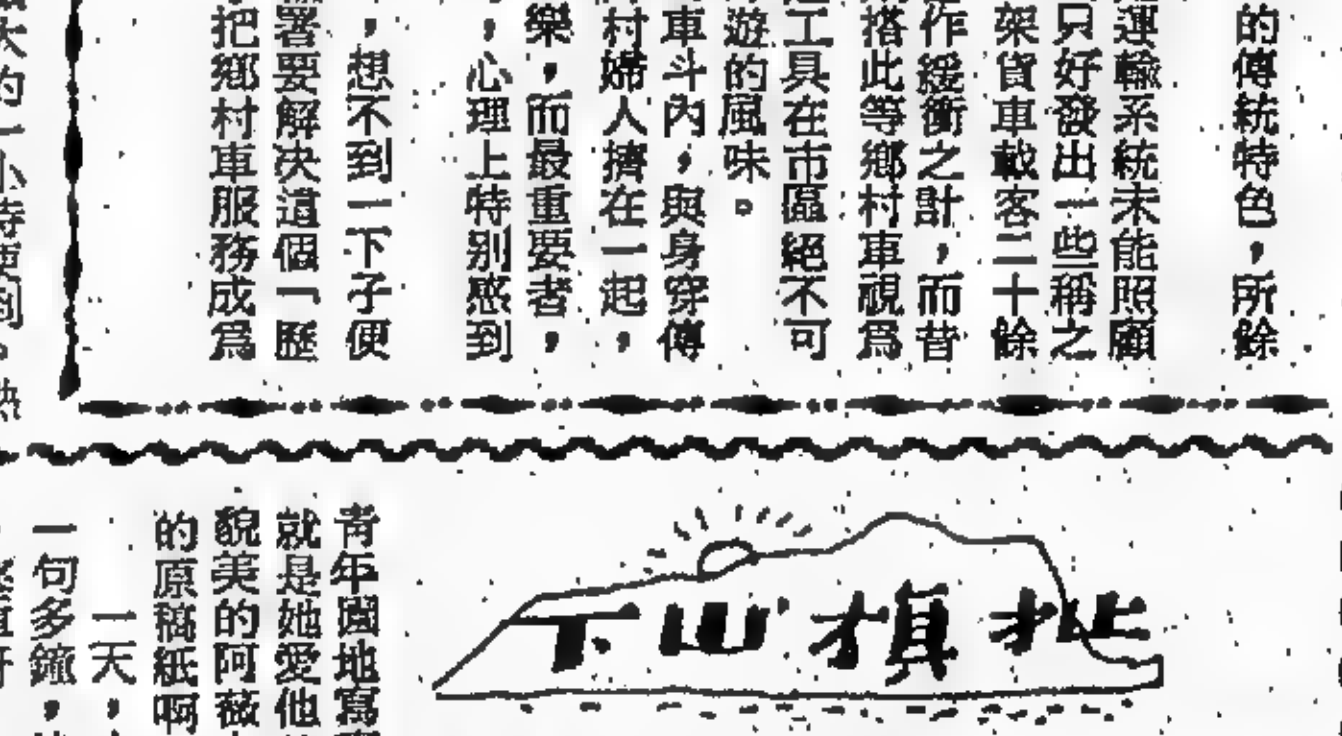 的傳統特色，所餘
運輸系統未能照顧
只好發出一些稱之
架貨車載客二十餘
作緩衝之計，而昔
搭此等鄉村車視爲
工具在市區絕不可
遊的風味。
車斗內，與身穿傳
村婦人擠在一起，
樂，而最重要者，
，心理上特别感到
，想不到一下子便
署要解决這個「歷
把鄉村車服務成爲
旗山下
青年園地寫
就是她愛他
貌美的阿薇
的原稿紙啊
一天，
一句多鐘，